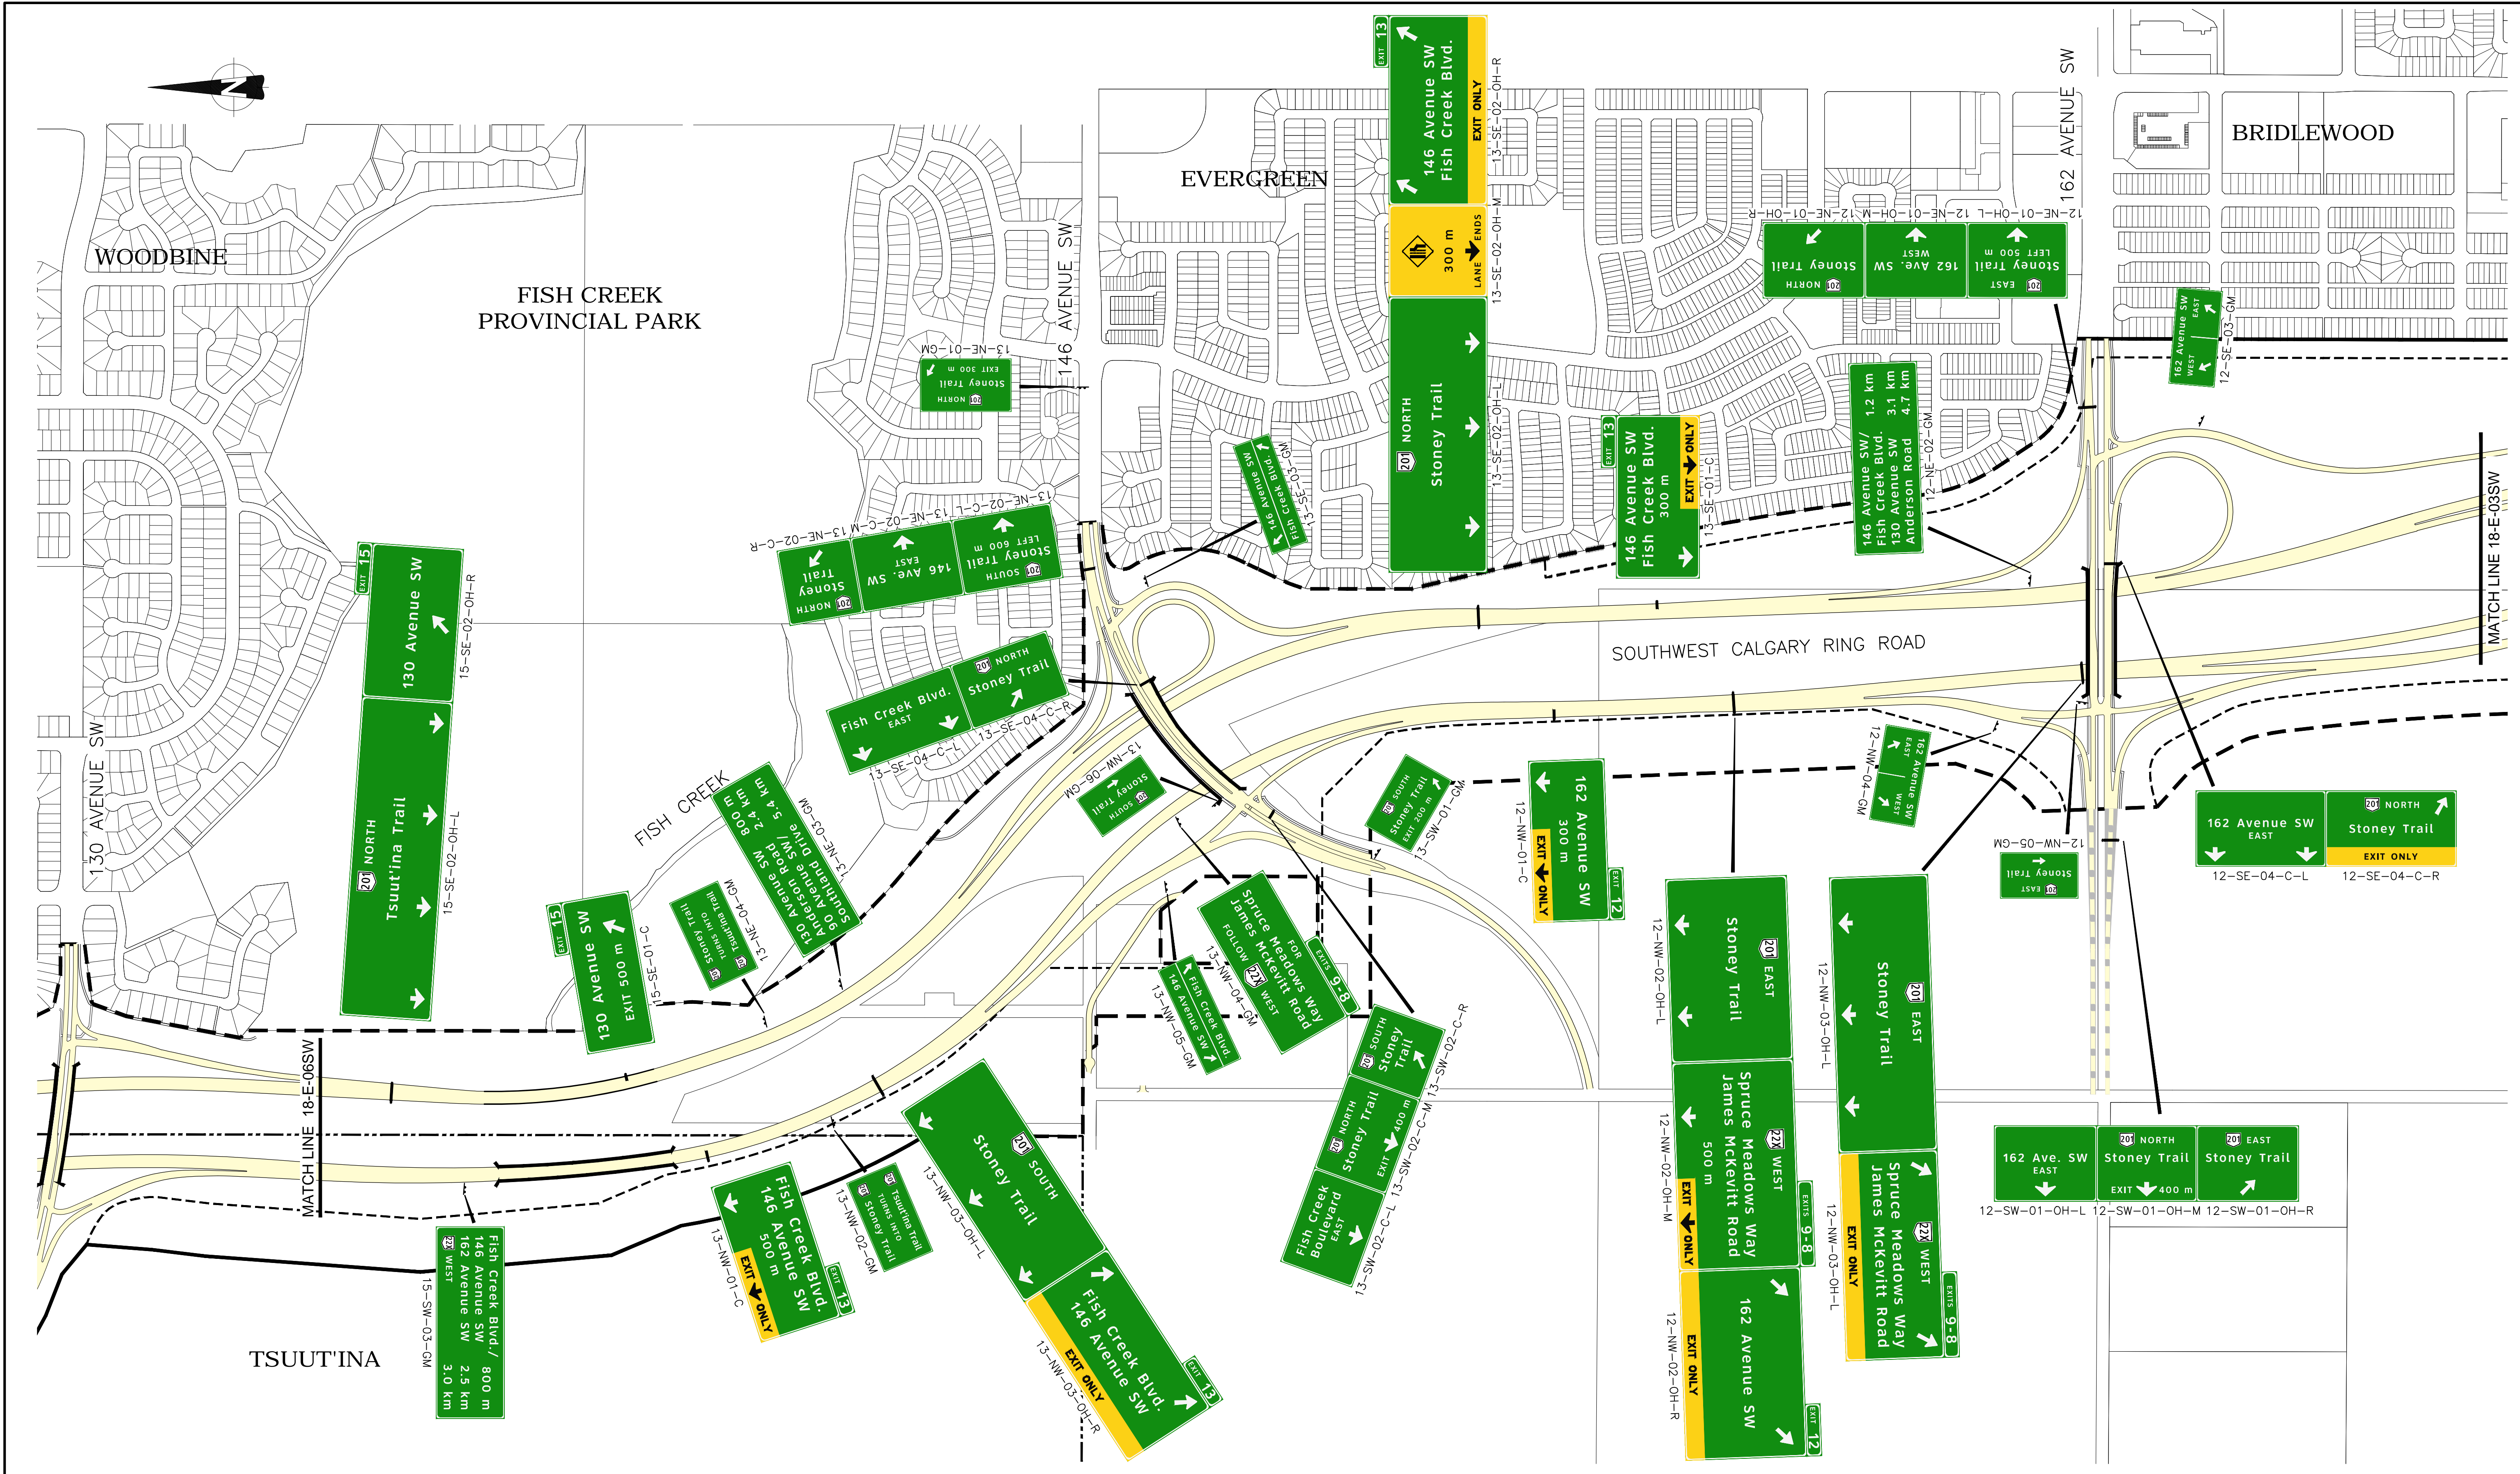 WOODBINE
FISH CREEK
PROVINCIAL PARK
EVERGREEN
BRIDLEWOOD
TSUUT'INA
N
130 AVENUE SW
146 AVENUE SW
162 AVENUE SW
FISH CREEK
SOUTHWEST CALGARY RING ROAD
MATCH LINE 18-E-06SW
MATCH LINE 18-E-03SW
EXIT 13
146 Avenue SW
Fish Creek Blvd.
EXIT ONLY
13-SE-02-OH-R
300 m
LANE ENDS
13-SE-02-OH-M
201 NORTH
Stoney Trail
13-SE-02-OH-L
201 NORTH
Stoney Trail
EXIT 300 m
13-NE-01-GM
146 Avenue SW
Fish Creek Blvd.
13-SE-03-GM
EXIT 13
146 Avenue SW
Fish Creek Blvd.
300 m
EXIT ONLY
13-SE-01-C
146 Avenue SW/
Fish Creek Blvd. 1.2 km
130 Avenue SW 3.1 km
Anderson Road 4.7 km
12-NE-02-GM
201 NORTH
Stoney Trail
12-NE-01-OH-R
162 Ave. SW
WEST
12-NE-01-OH-M
201 EAST
Stoney Trail
LEFT 500 m
12-NE-01-OH-L
162 Avenue SW
WEST EAST
12-SE-03-GM
201 NORTH
Stoney
Trail
13-NE-02-C-R
146 Ave. SW
EAST
13-NE-02-C-M
201 SOUTH
Stoney Trail
LEFT 600 m
13-NE-02-C-L
EXIT 15
130 Avenue SW
15-SE-02-OH-R
201 NORTH
Tsuut'ina Trail
15-SE-02-OH-L
Fish Creek Blvd.
EAST
13-SE-04-C-L
201 NORTH
Stoney Trail
13-SE-04-C-R
130 Avenue SW 800 m
Anderson Road 2.4 km
90 Avenue SW/
Southland Drive 5.4 km
13-NE-03-GM
201 Tsuut'ina Trail
TURNS INTO
201 Stoney Trail
13-NE-04-GM
EXIT 15
130 Avenue SW
EXIT 500 m
15-SE-01-C
201 SOUTH
Stoney Trail
13-NW-06-GM
201 SOUTH
Stoney Trail
EXIT 200 m
13-SW-01-GM
EXITS 9-8
FOR
Spruce Meadows Way
James McKevitt Road
FOLLOW 22X WEST
13-NW-04-GM
Fish Creek Blvd.
146 Avenue SW
13-NW-05-GM
EXIT 12
162 Avenue SW
300 m
EXIT ONLY
12-NW-01-C
162 Avenue SW
EAST WEST
12-NW-04-GM
201 EAST
Stoney Trail
12-NW-05-GM
162 Avenue SW
EAST
12-SE-04-C-L
201 NORTH
Stoney Trail
EXIT ONLY
12-SE-04-C-R
201 EAST
Stoney Trail
12-NW-02-OH-L
EXITS 9-8
22X WEST
Spruce Meadows Way
James McKevitt Road
500 m
EXIT ONLY
12-NW-02-OH-M
EXIT 12
162 Avenue SW
EXIT ONLY
12-NW-02-OH-R
201 EAST
Stoney Trail
12-NW-03-OH-L
EXITS 9-8
22X WEST
Spruce Meadows Way
James McKevitt Road
EXIT ONLY
12-NW-03-OH-L
162 Ave. SW
EAST
12-SW-01-OH-L
201 NORTH
Stoney Trail
EXIT 400 m
12-SW-01-OH-M
201 EAST
Stoney Trail
12-SW-01-OH-R
Fish Creek
Boulevard
EAST
13-SW-02-C-L
201 NORTH
Stoney Trail
EXIT 400 m
13-SW-02-C-M
201 SOUTH
Stoney
Trail
13-SW-02-C-R
201 SOUTH
Stoney Trail
13-NW-03-OH-L
EXIT 13
Fish Creek Blvd.
146 Avenue SW
EXIT ONLY
13-NW-03-OH-R
201 Tsuut'ina Trail
TURNS INTO
201 Stoney Trail
13-NW-02-GM
EXIT 13
Fish Creek Blvd.
146 Avenue SW
500 m
EXIT ONLY
13-NW-01-C
Fish Creek Blvd./
146 Avenue SW 800 m
162 Avenue SW 2.5 km
22X WEST 3.0 km
15-SW-03-GM